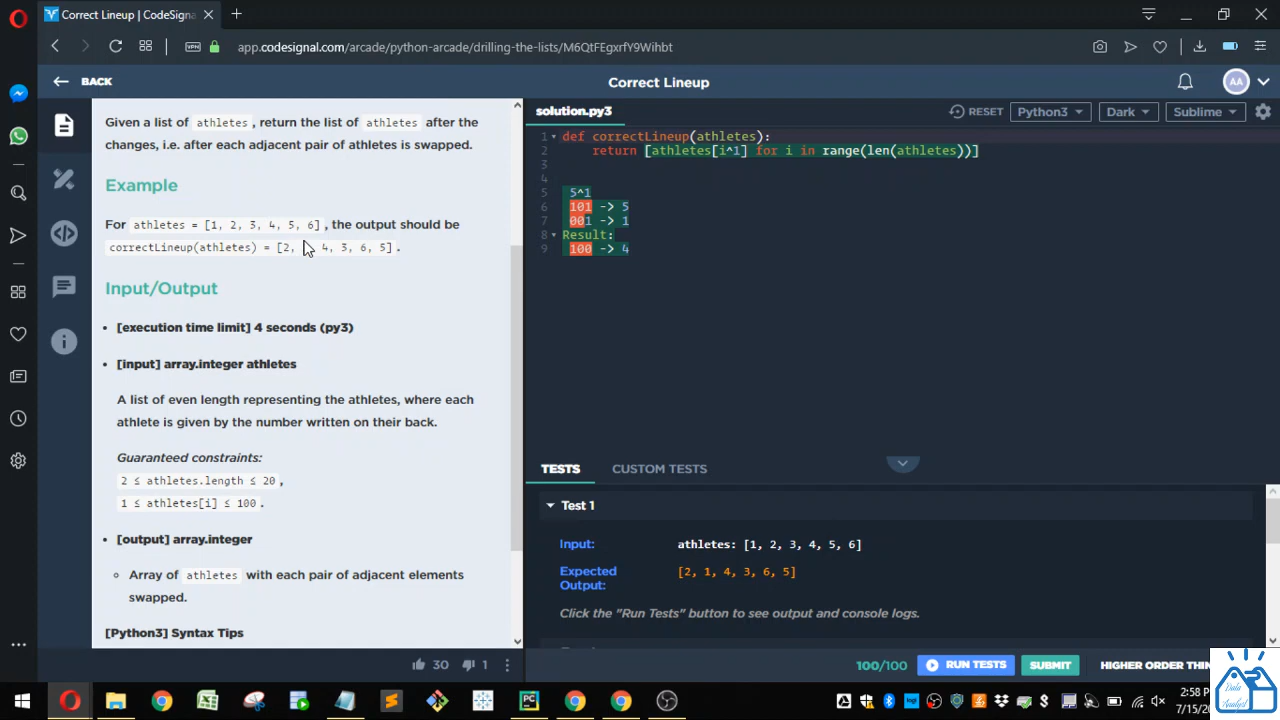 Correct Lineup | CodeSignal
VPN
app.codesignal.com/arcade/python-arcade/drilling-the-lists/M6QtFEgxrfY9Wihbt
BACK
Correct Lineup
AA
Given a list of athletes, return the list of athletes after the
changes, i.e. after each adjacent pair of athletes is swapped.
Example
For athletes = [1, 2, 3, 4, 5, 6], the output should be
correctLineup(athletes) = [2, 4, 3, 6, 5].
Input/Output
• [execution time limit] 4 seconds (py3)
• [input] array.integer athletes
A list of even length representing the athletes, where each
athlete is given by the number written on their back.
Guaranteed constraints:
2 ≤ athletes.length ≤ 20,
1 ≤ athletes[i] ≤ 100.
• [output] array.integer
Array of athletes with each pair of adjacent elements
swapped.
[Python3] Syntax Tips
30 1
solution.py3
RESET Python3 Dark Sublime
1 def correctLineup(athletes):
2 return [athletes[i^1] for i in range(len(athletes))]
3
4
5 5^1
6 101 -> 5
7 001 -> 1
8 Result:
9 100 -> 4
TESTS CUSTOM TESTS
Test 1
Input: athletes: [1, 2, 3, 4, 5, 6]
Expected Output: [2, 1, 4, 3, 6, 5]
Click the "Run Tests" button to see output and console logs.
100/100 RUN TESTS SUBMIT HIGHER ORDER THIN
2:58 PM
7/15/20
Data
Analyst